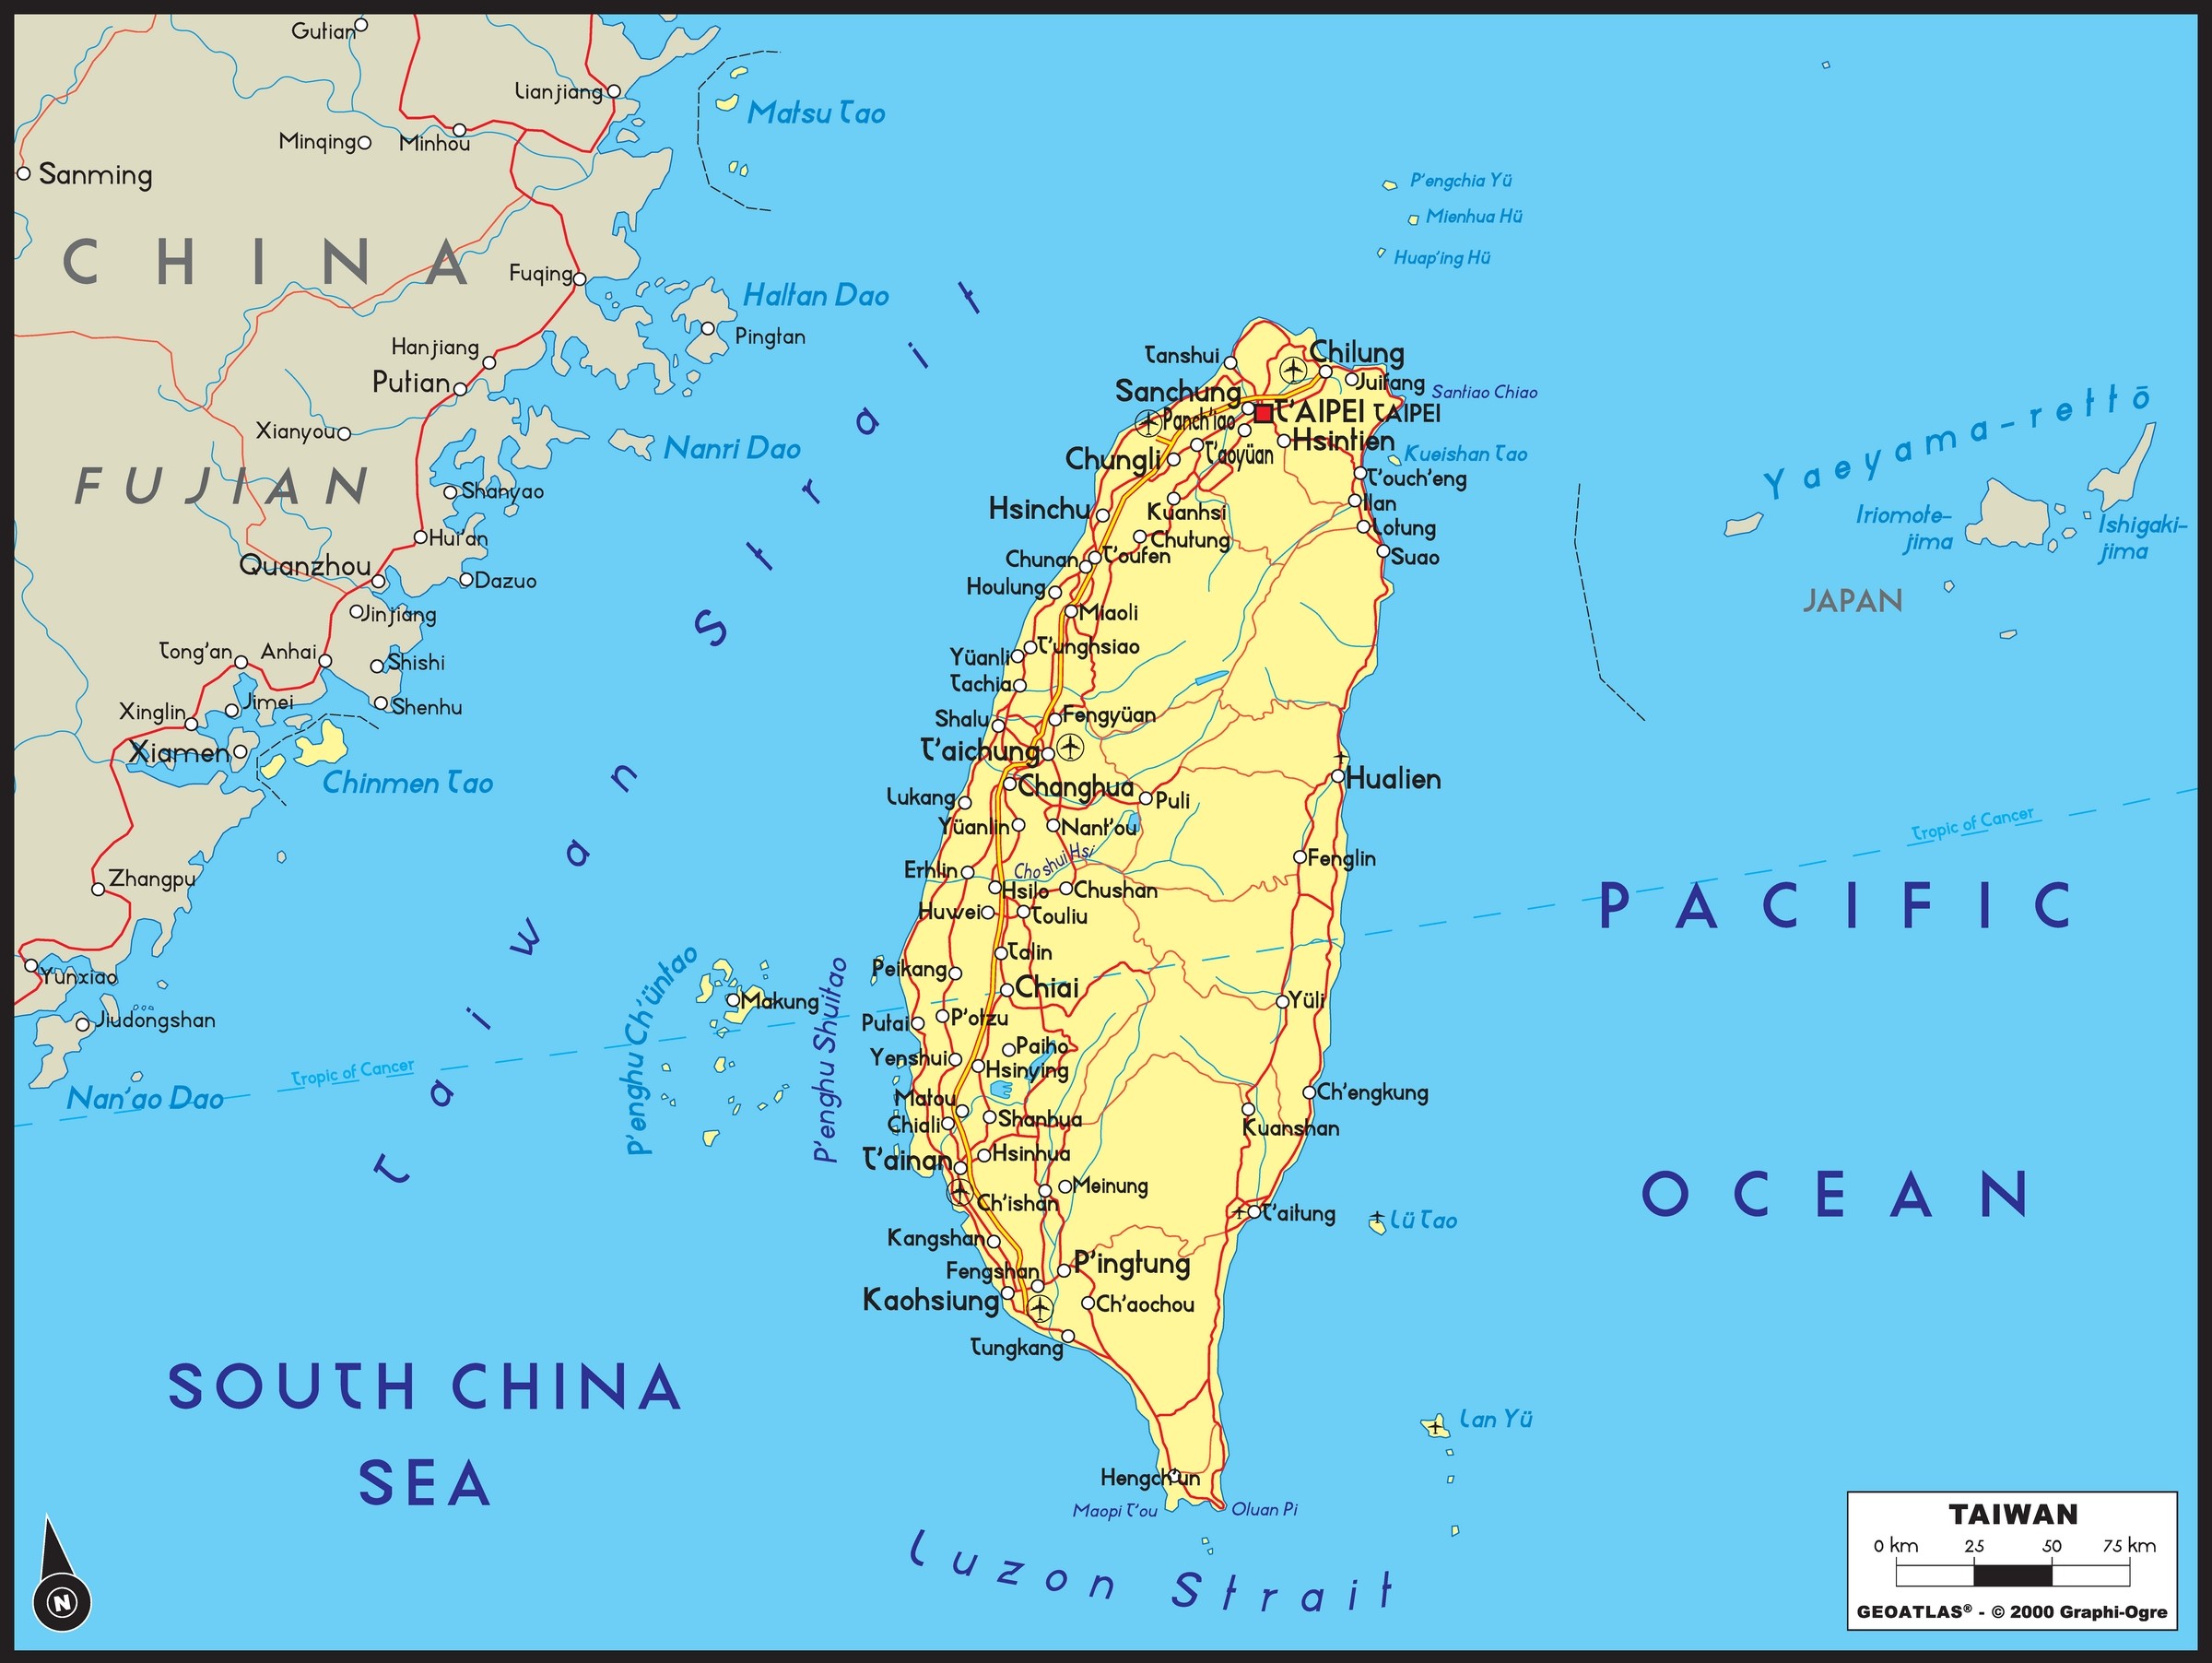 Gutian
Lianjiang
Minqing
Minhou
Matsu Tao
Sanming
P'engchia Yü
Mienhua Hü
Huap'ing Hü
CHINA
Fuqing
Haitan Dao
Pingtan
Hanjiang
Putian
Xianyou
Nanri Dao
FUJIAN
Shanyao
Hui'an
Quanzhou
Dazuo
Jinjiang
Tong'an
Anhai
Shishi
Jimei
Shenhu
Xinglin
Xiamen
Chinmen Tao
Zhangpu
Yunxiao
Jiudongshan
Nan'ao Dao
Tropic of Cancer
Taiwan Strait
Tanshui
Chilung
Juifang
Santiao Chiao
Sanchung
T'AIPEI TAIPEI
Panch'iao
Hsintien
T'aoyüan
Chungli
Kueishan Tao
T'ouch'eng
Ilan
Hsinchu
Kuanhsi
Lotung
Chutung
Suao
Chunan
T'oufen
Houlung
Miaoli
T'unghsiao
Yüanli
Tachia
Shalu
Fengyüan
T'aichung
Changhua
Hualien
Lukang
Puli
Yüanlin
Nant'ou
Choshui Hsi
Fenglin
Erhlin
Hsilo
Chushan
Huwei
Touliu
Talin
Peikang
Chiai
Yüli
P'enghu Ch'üntao
Makung
P'enghu Shuitao
Putai
P'otzu
Paiho
Yenshui
Hsinying
Matou
Ch'engkung
Shanhua
Chiali
Kuanshan
T'ainan
Hsinhua
Meinung
Ch'ishan
T'aitung
Lü Tao
Kangshan
Fengshan
P'ingtung
Kaohsiung
Ch'aochou
Tungkang
Lan Yü
Hengch'un
Maopi T'ou
Oluan Pi
Luzon Strait
Yaeyama-rettō
Iriomote-
jima
Ishigaki-
jima
JAPAN
Tropic of Cancer
PACIFIC
OCEAN
SOUTH CHINA
SEA
N
TAIWAN
0 km 25 50 75 km
GEOATLAS® - © 2000 Graphi-Ogre